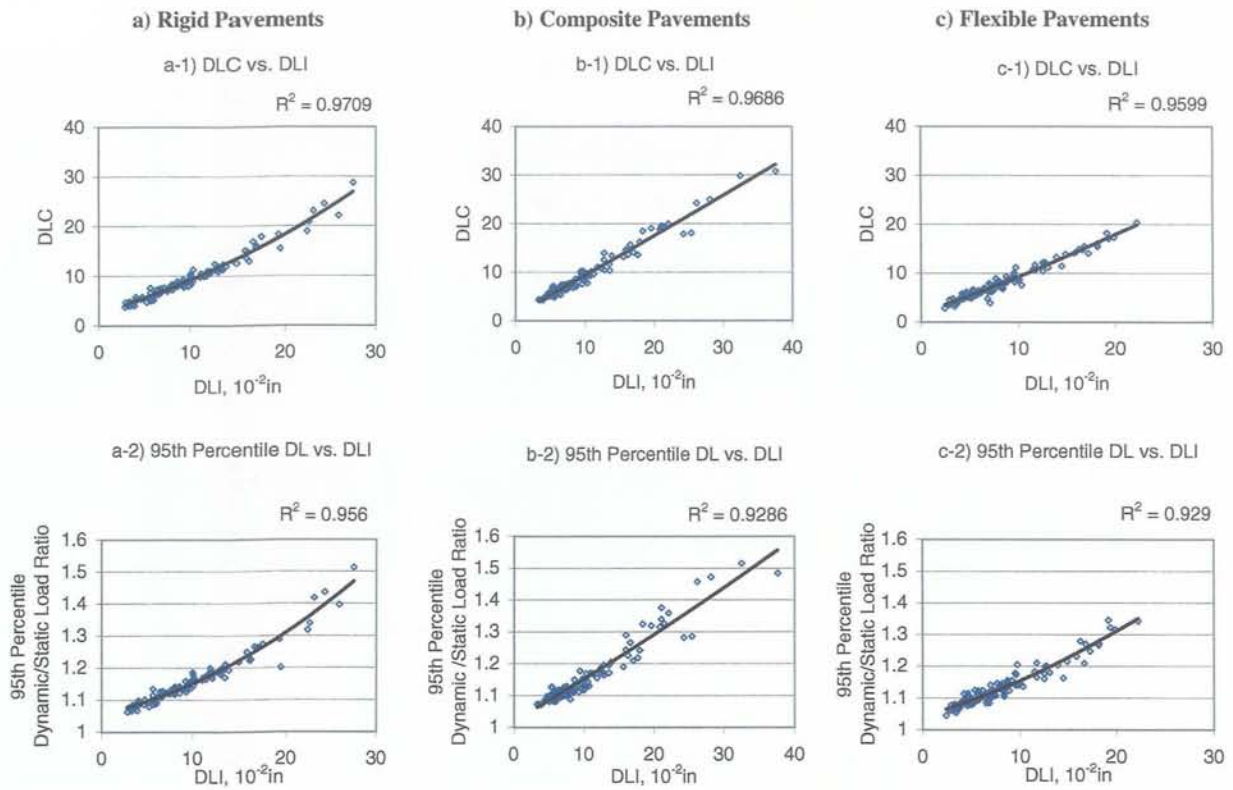 a) Rigid Pavements
a-1) DLC vs. DLI
R² = 0.9709
DLC
40
30
20
10
0
0 10 20 30
DLI, 10⁻²in
b) Composite Pavements
b-1) DLC vs. DLI
R² = 0.9686
DLC
40
30
20
10
0
0 10 20 30 40
DLI, 10⁻²in
c) Flexible Pavements
c-1) DLC vs. DLI
R² = 0.9599
DLC
40
30
20
10
0
0 10 20 30
DLI, 10⁻²in
a-2) 95th Percentile DL vs. DLI
R² = 0.956
95th Percentile
Dynamic/Static Load Ratio
1.6
1.5
1.4
1.3
1.2
1.1
1
0 10 20 30
DLI, 10⁻²in
b-2) 95th Percentile DL vs. DLI
R² = 0.9286
95th Percentile
Dynamic /Static Load Ratio
1.6
1.5
1.4
1.3
1.2
1.1
1
0 10 20 30 40
DLI, 10⁻²in
c-2) 95th Percentile DL vs. DLI
R² = 0.929
95th Percentile
Dynamic/Static Load Ratio
1.6
1.5
1.4
1.3
1.2
1.1
1
0 10 20 30
DLI, 10⁻²in